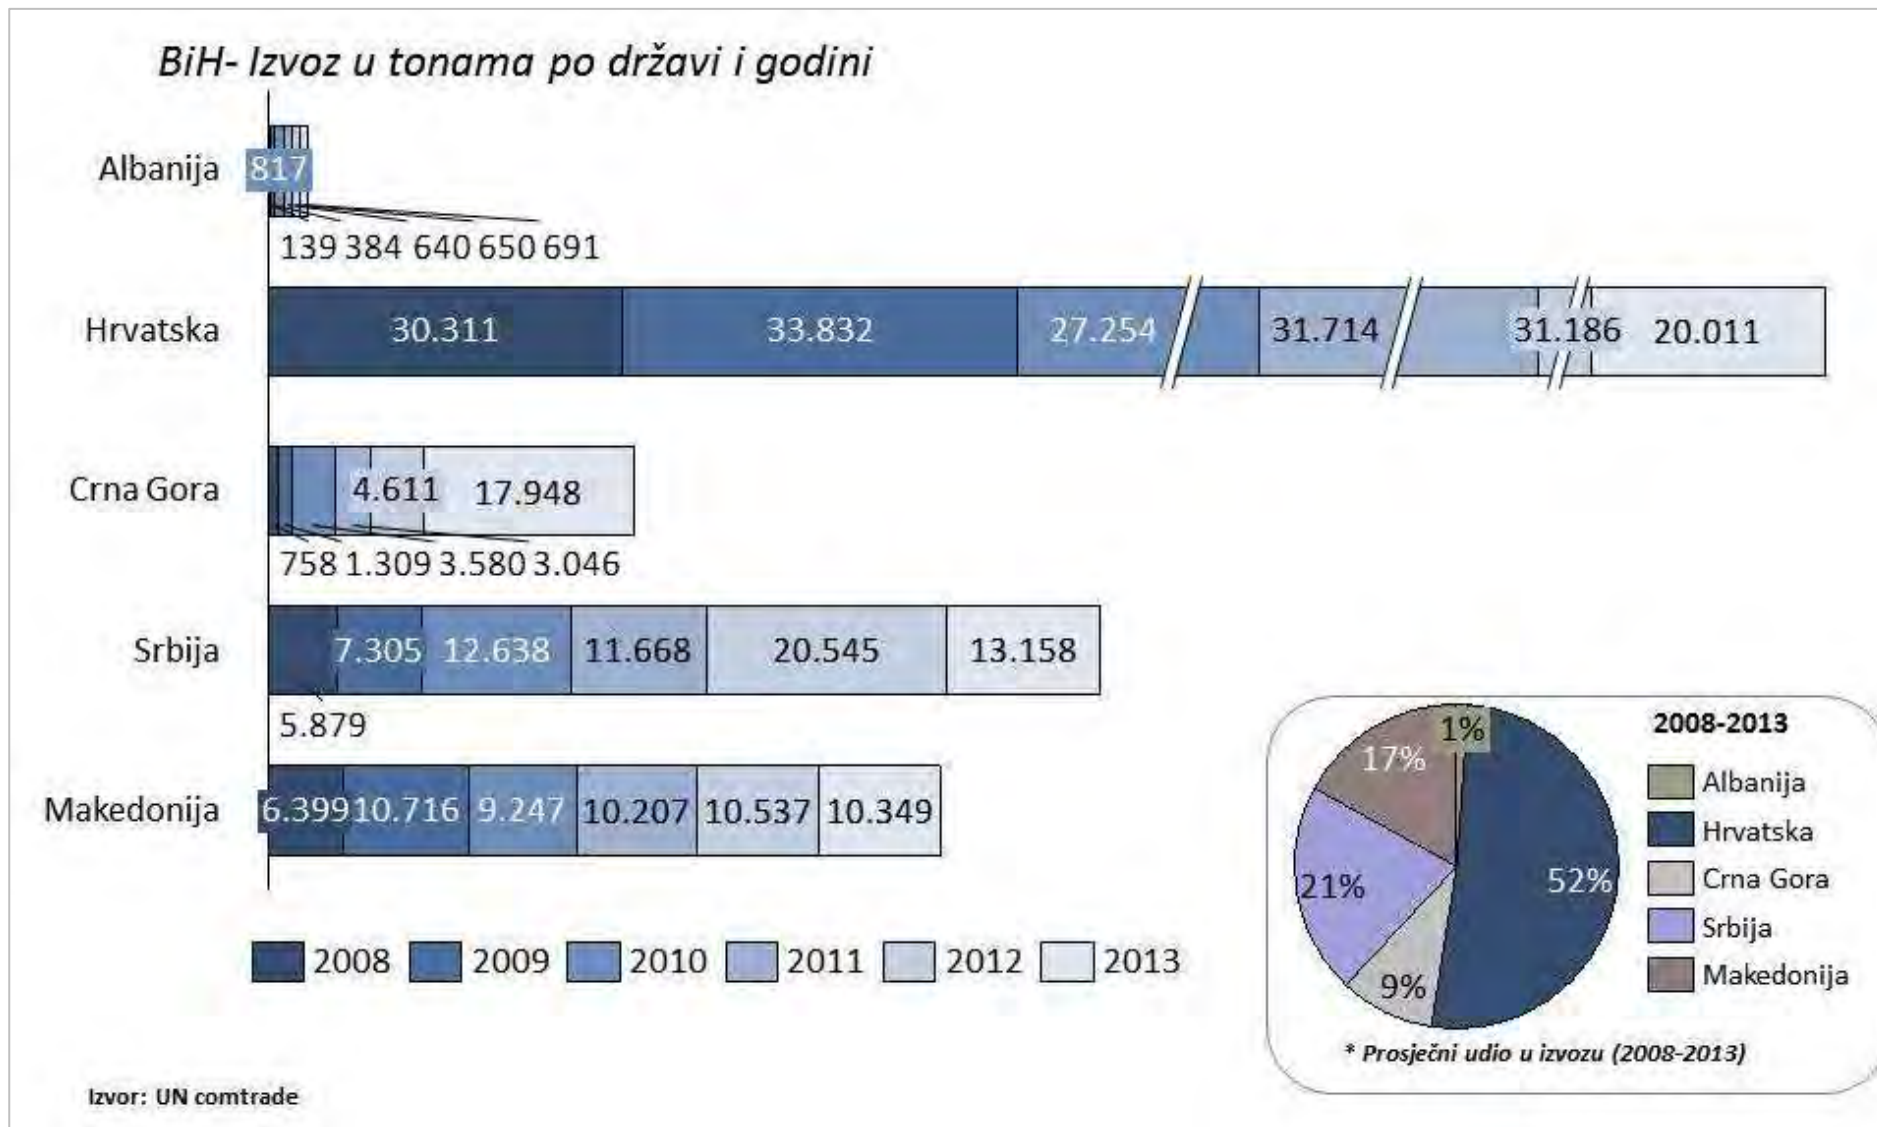 BiH- Izvoz u tonama po državi i godini
Albanija
817
139 384 640 650 691
Hrvatska
30.311 33.832 27.254 31.714 31.186 20.011
Crna Gora
4.611 17.948
758 1.309 3.580 3.046
Srbija
7.305 12.638 11.668 20.545 13.158
5.879
Makedonija
6.399 10.716 9.247 10.207 10.537 10.349
2008 2009 2010 2011 2012 2013
2008-2013
1%
17%
52%
21%
9%
Albanija
Hrvatska
Crna Gora
Srbija
Makedonija
* Prosječni udio u izvozu (2008-2013)
Izvor: UN comtrade